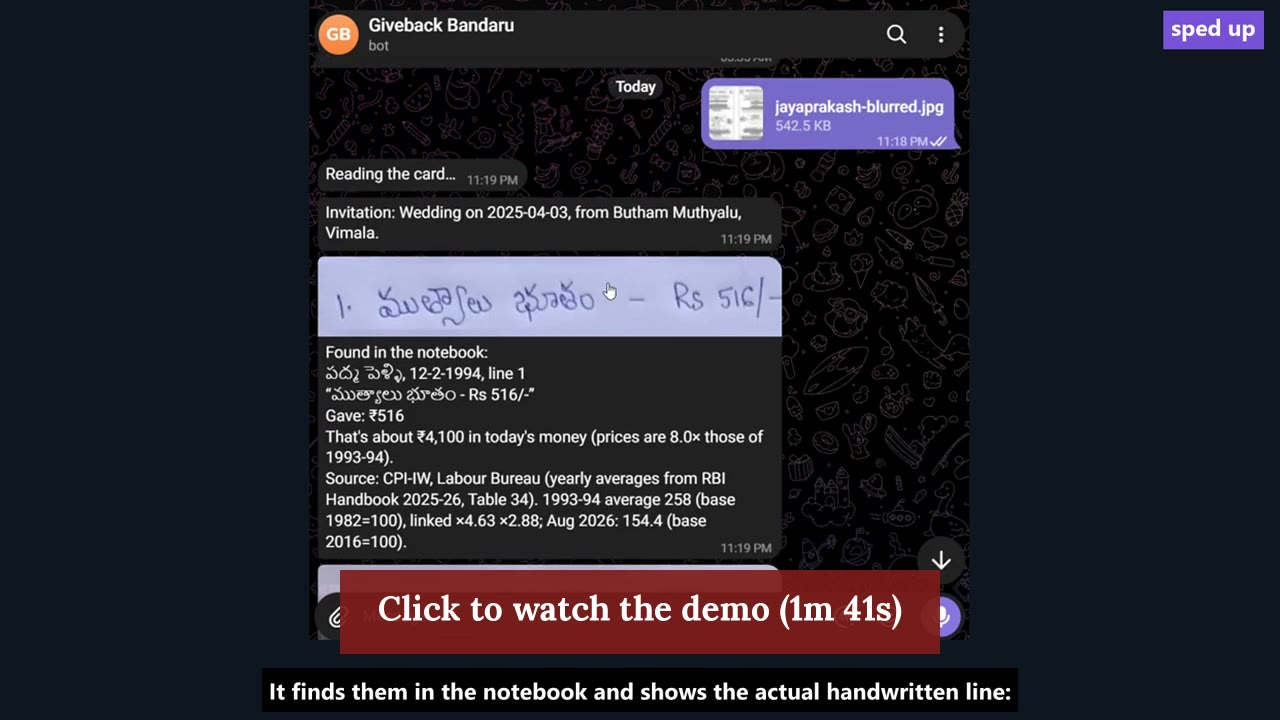 GB
Giveback Bandaru
bot
sped up
Today
jayaprakash-blurred.jpg
542.5 KB
11:18 PM
Reading the card...
11:19 PM
Invitation: Wedding on 2025-04-03, from Butham Muthyalu,
Vimala.
11:19 PM
1. ముత్యాలు భూతం - Rs 516/-
Found in the notebook:
పద్మ పెళ్ళి, 12-2-1994, line 1
“ముత్యాలు భూతం - Rs 516/-”
Gave: ₹516
That's about ₹4,100 in today's money (prices are 8.0× those of
1993-94).
Source: CPI-IW, Labour Bureau (yearly averages from RBI
Handbook 2025-26, Table 34). 1993-94 average 258 (base
1982=100), linked ×4.63 ×2.88; Aug 2026: 154.4 (base
2016=100).
11:19 PM
Click to watch the demo (1m 41s)
It finds them in the notebook and shows the actual handwritten line: